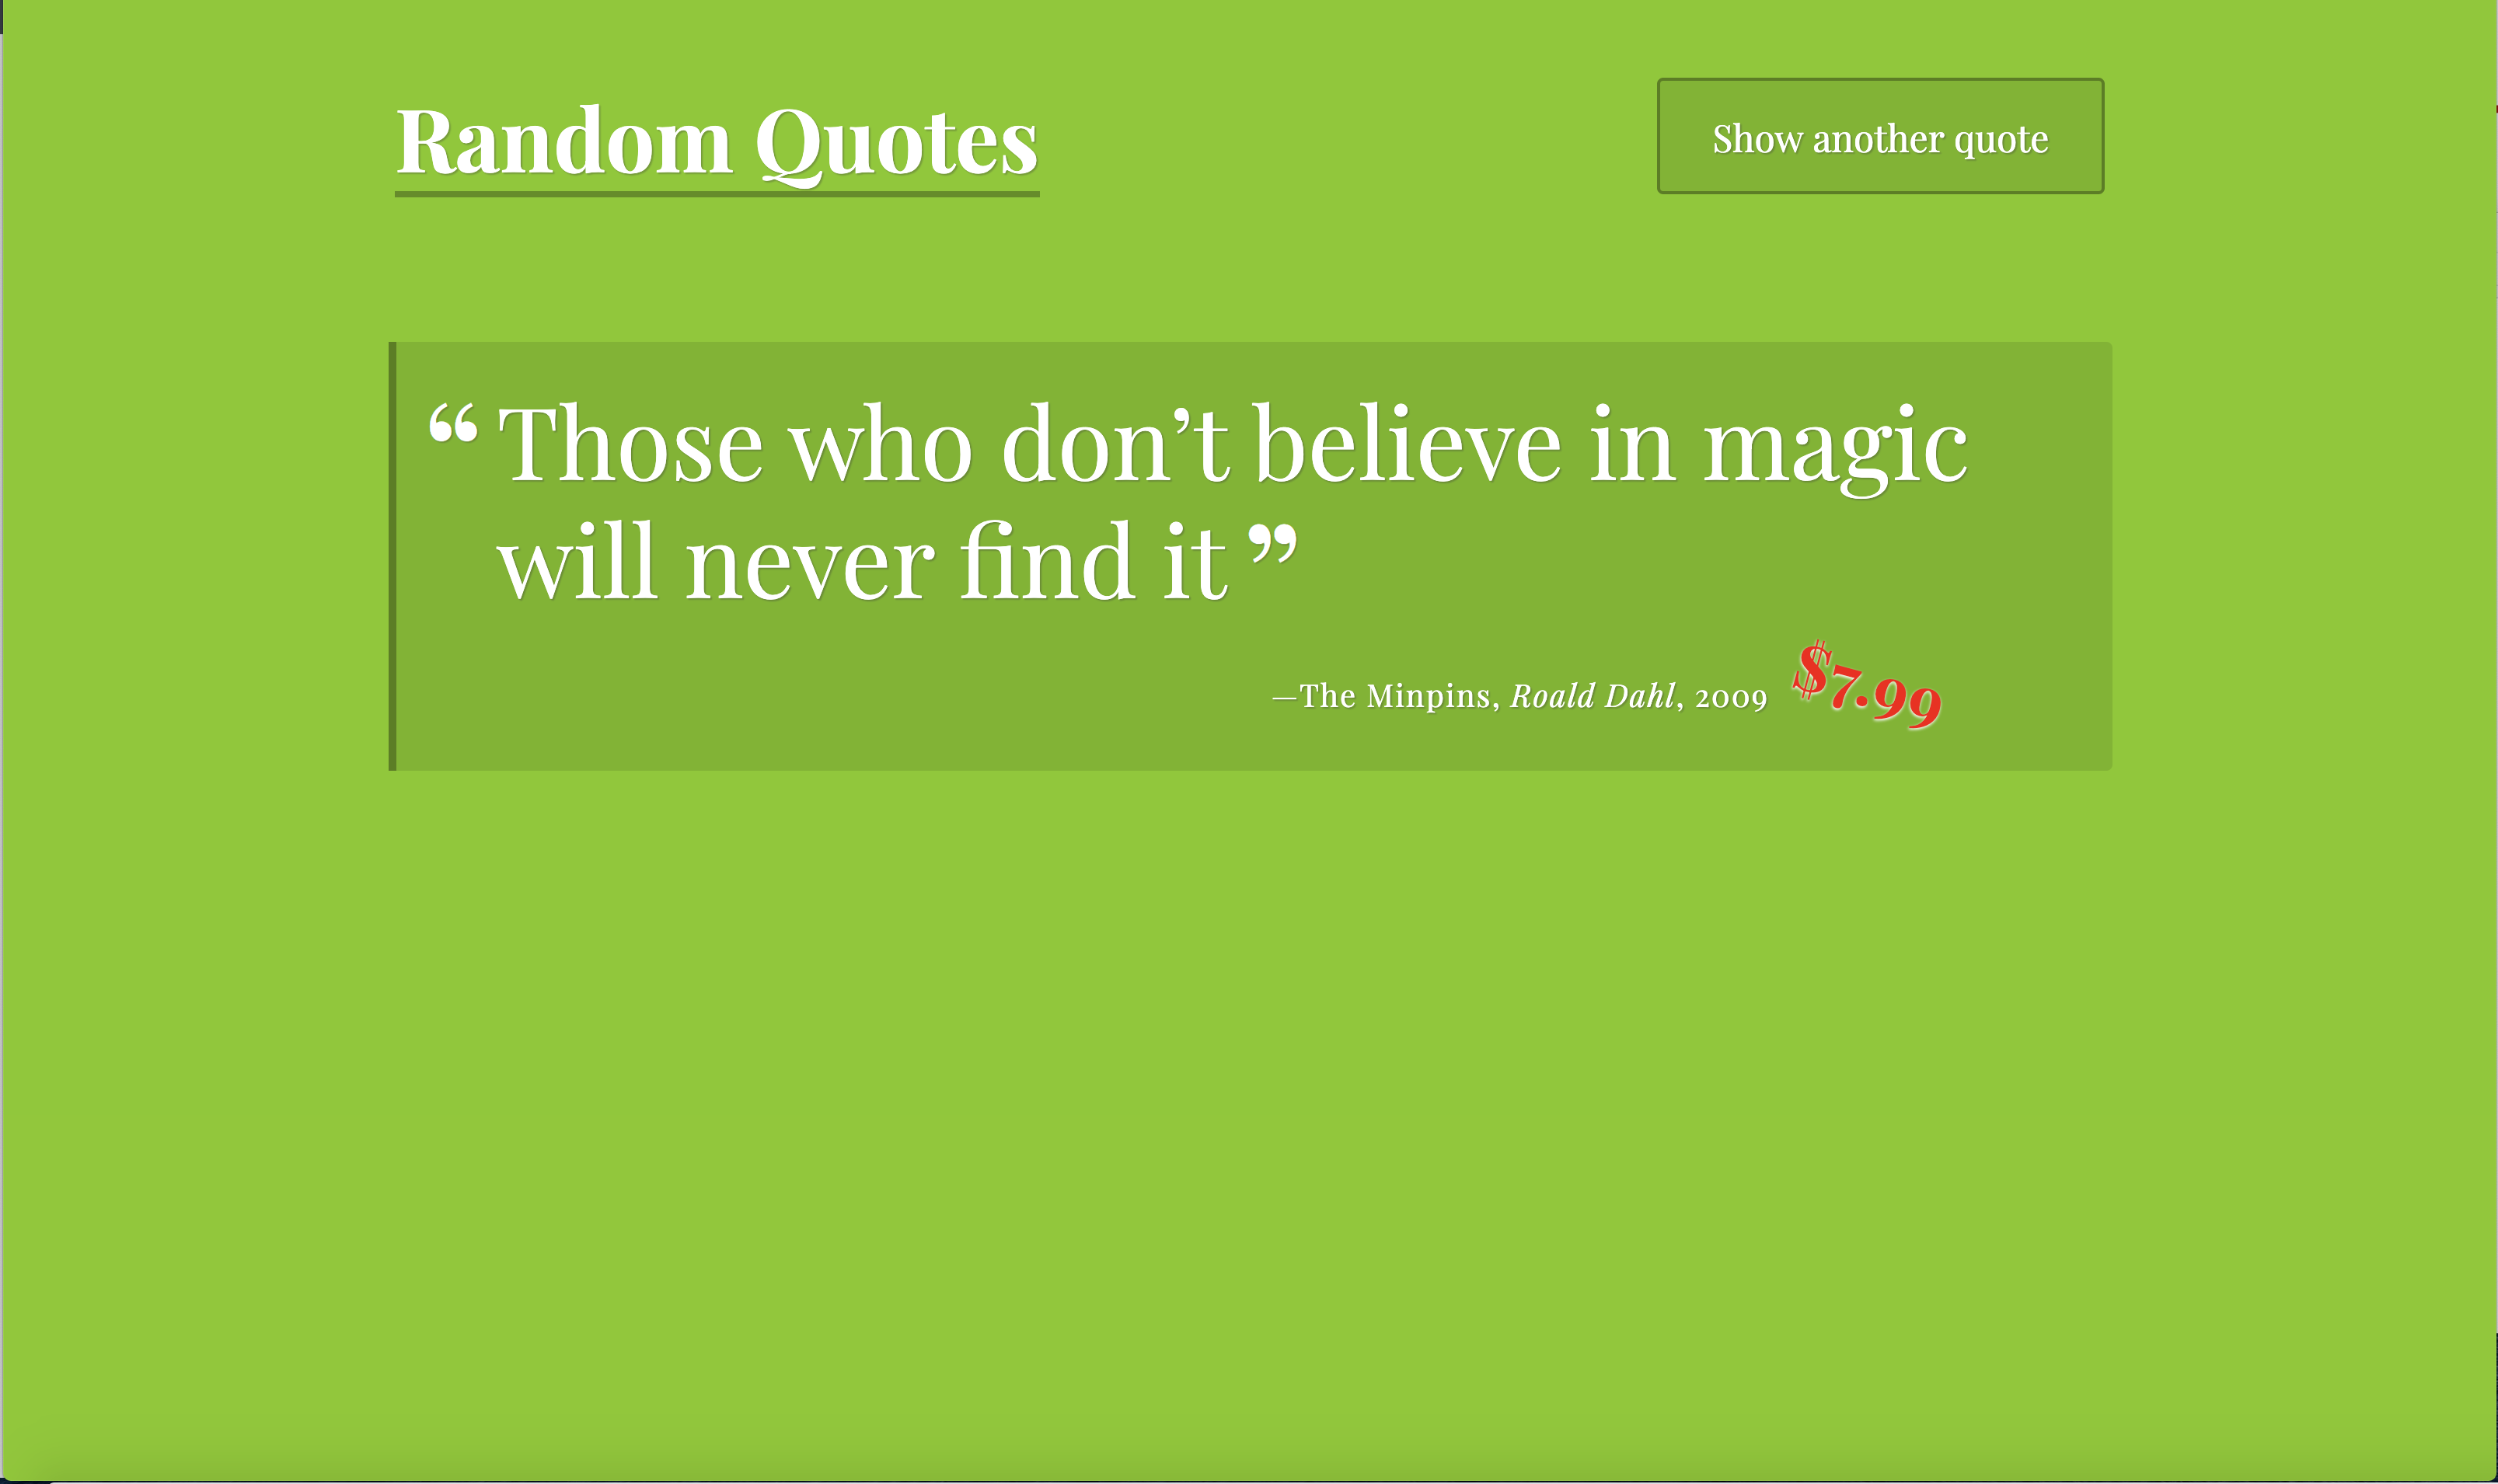 Random Quotes
Show another quote
“Those who don’t believe in magic
will never find it”
—The Minpins, Roald Dahl, 2009 $7.99